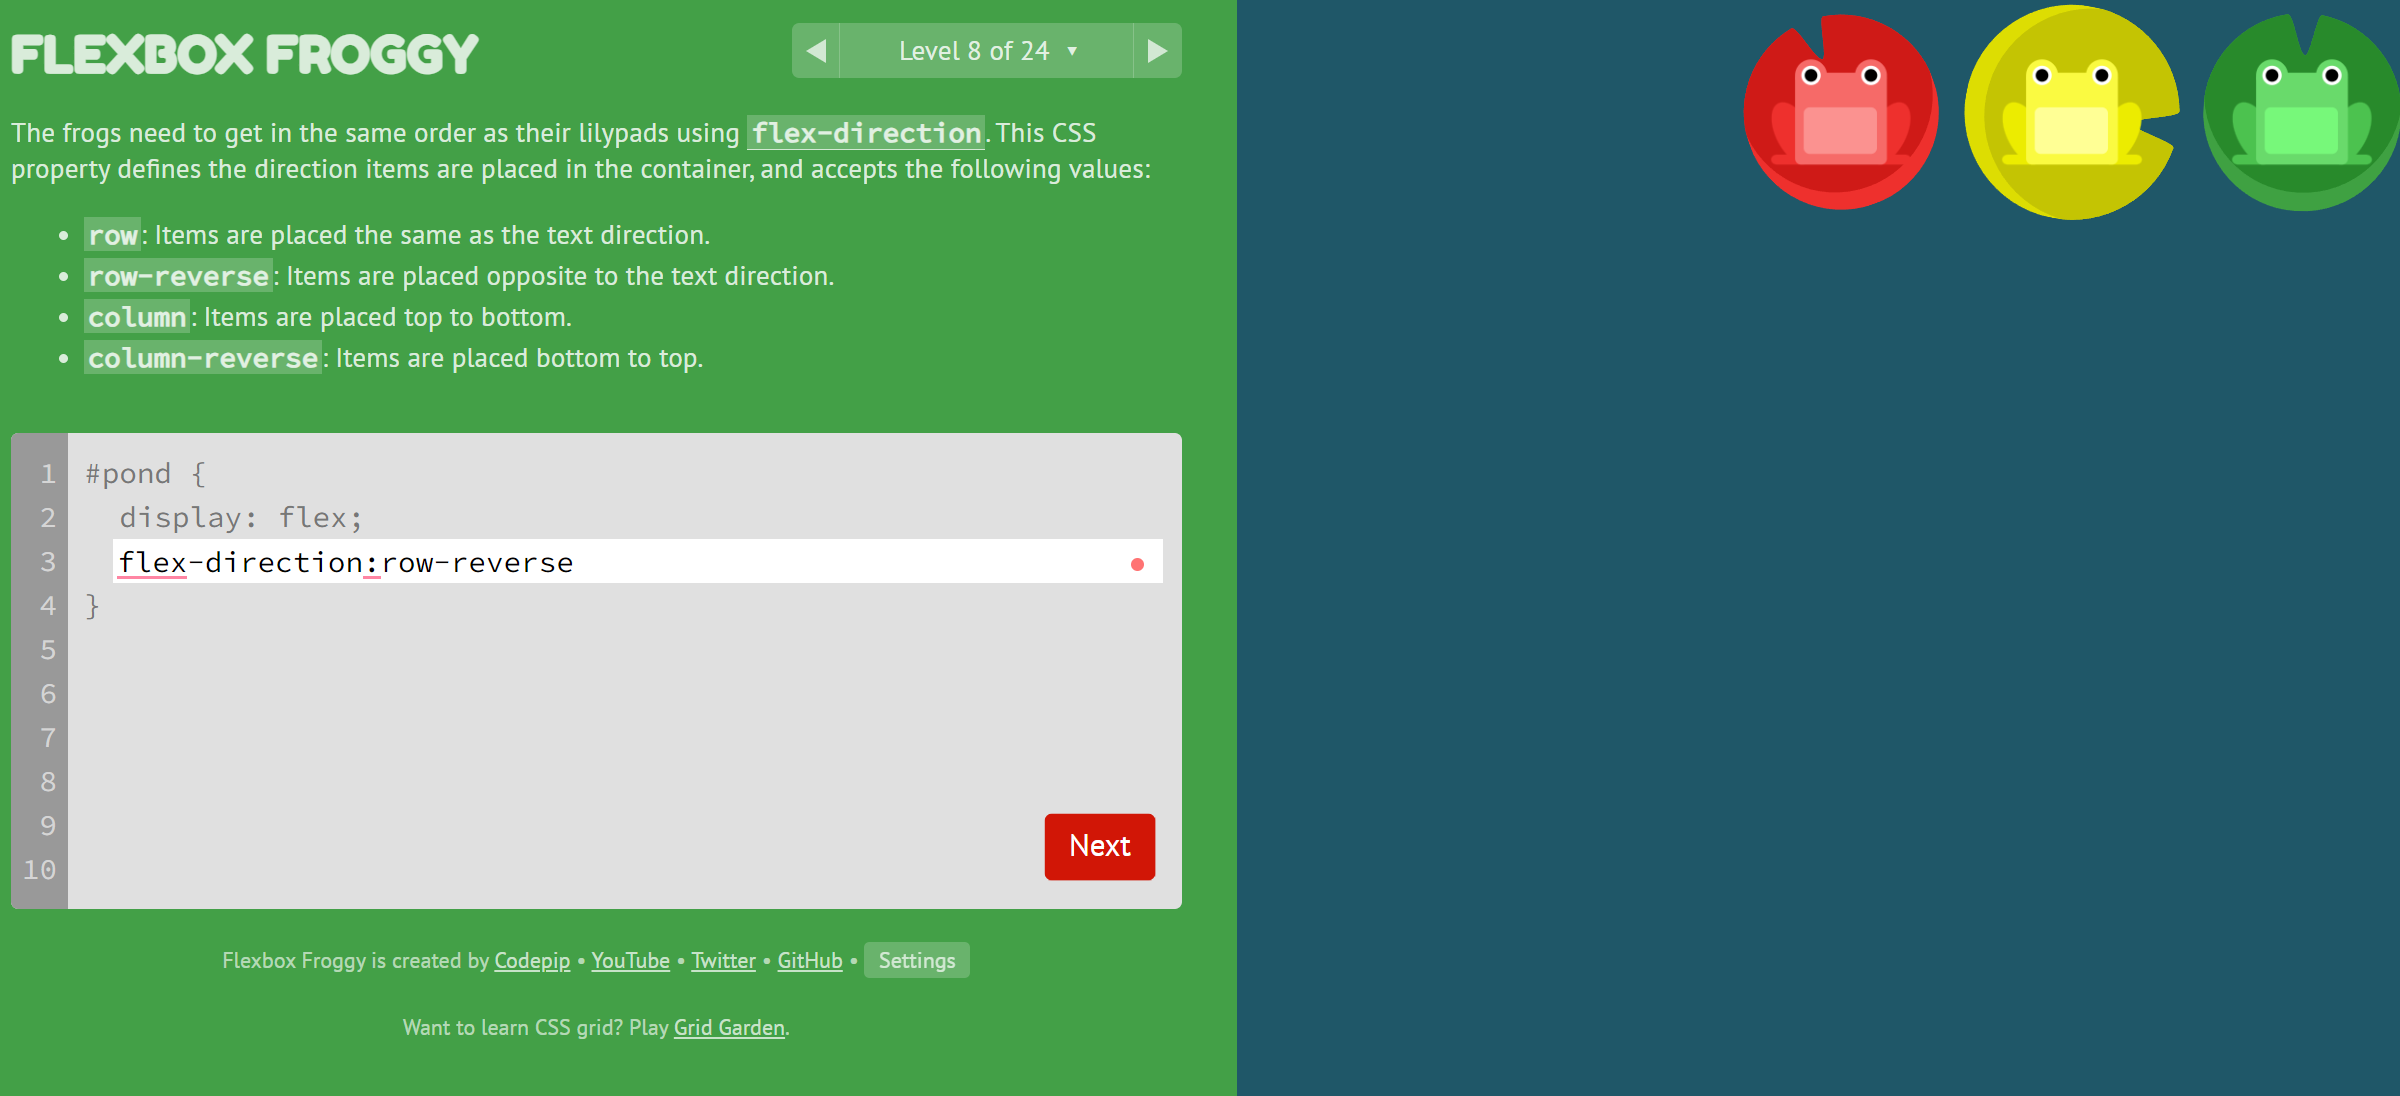 FLEXBOX FROGGY
Level 8 of 24 ▼
The frogs need to get in the same order as their lilypads using flex-direction. This CSS
property defines the direction items are placed in the container, and accepts the following values:
• row: Items are placed the same as the text direction.
• row-reverse: Items are placed opposite to the text direction.
• column: Items are placed top to bottom.
• column-reverse: Items are placed bottom to top.
1 #pond {
2 display: flex;
3 flex-direction:row-reverse
4 }
5
6
7
8
9
10
Next
Flexbox Froggy is created by Codepip • YouTube • Twitter • GitHub • Settings
Want to learn CSS grid? Play Grid Garden.